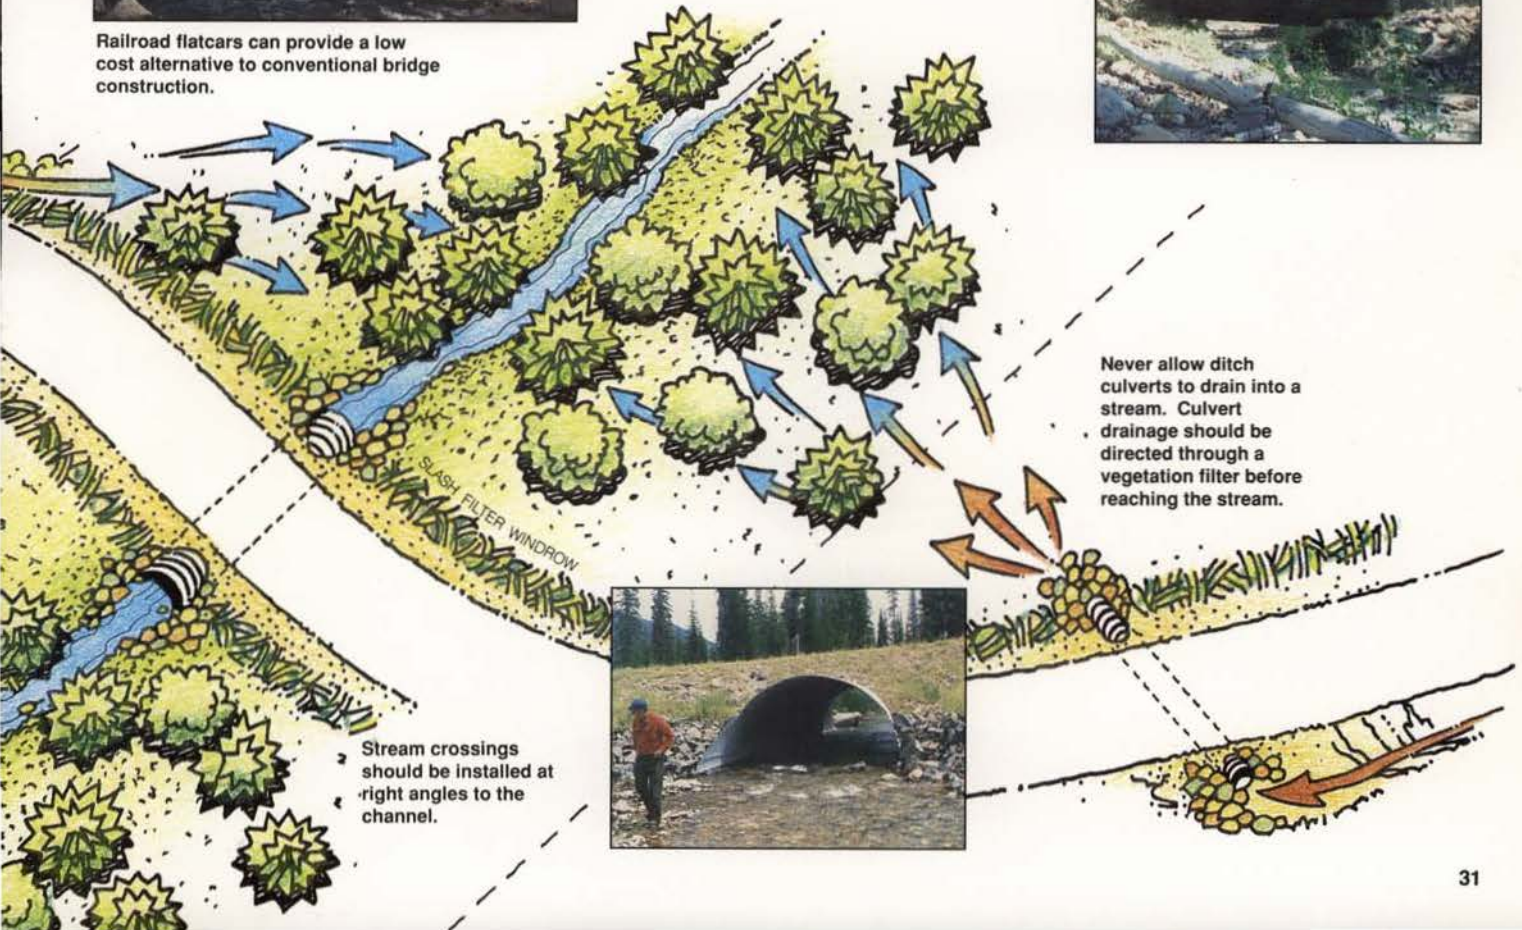 Railroad flatcars can provide a low
cost alternative to conventional bridge
construction.
Never allow ditch
culverts to drain into a
stream. Culvert
drainage should be
directed through a
vegetation filter before
reaching the stream.
SLASH FILTER WINDROW
Stream crossings
should be installed at
right angles to the
channel.
31